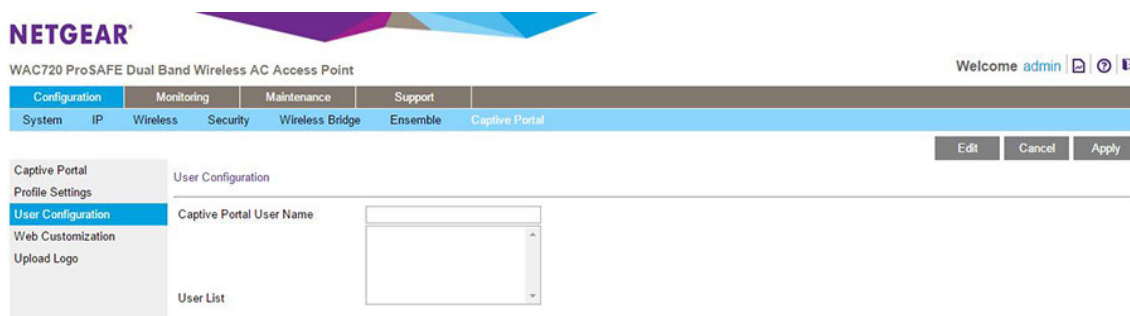 NETGEAR®
WAC720 ProSAFE Dual Band Wireless AC Access Point
Welcome admin
Configuration Monitoring Maintenance Support
System IP Wireless Security Wireless Bridge Ensemble Captive Portal
Edit Cancel Apply
Captive Portal
Profile Settings
User Configuration
Web Customization
Upload Logo
User Configuration
Captive Portal User Name
User List